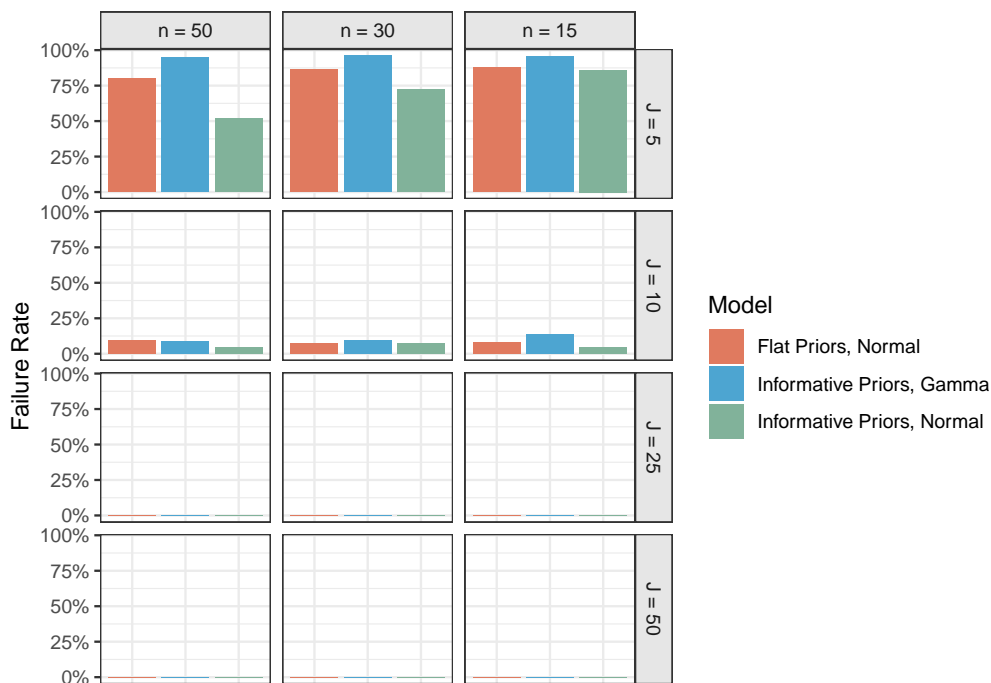 n = 50
n = 30
n = 15
100%
75%
50%
25%
0%
J = 5
100%
75%
50%
25%
0%
J = 10
100%
75%
50%
25%
0%
J = 25
100%
75%
50%
25%
0%
J = 50
Failure Rate
Model
Flat Priors, Normal
Informative Priors, Gamma
Informative Priors, Normal